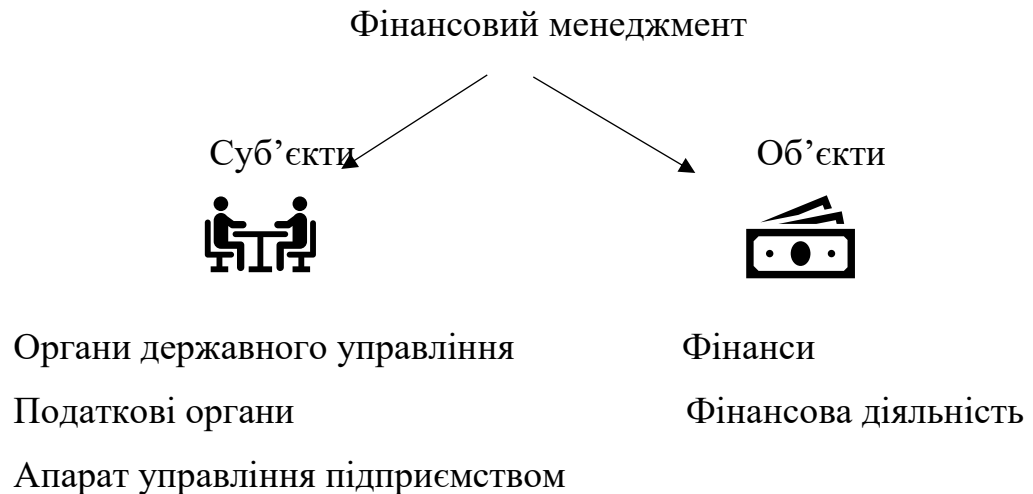 Фінансовий менеджмент
Суб’єкти
Об’єкти
Органи державного управління
Фінанси
Податкові органи
Фінансова діяльність
Апарат управління підприємством